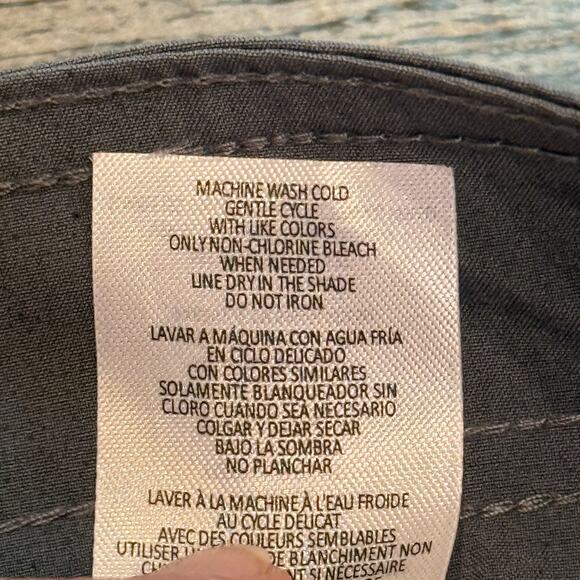 MACHINE WASH COLD
GENTLE CYCLE
WITH LIKE COLORS
ONLY NON-CHLORINE BLEACH
WHEN NEEDED
LINE DRY IN THE SHADE
DO NOT IRON
LAVAR A MÁQUINA CON AGUA FRÍA
EN CICLO DELICADO
CON COLORES SIMILARES
SOLAMENTE BLANQUEADOR SIN
CLORO CUANDO SEA NECESARIO
COLGAR Y DEJAR SECAR
BAJO LA SOMBRA
NO PLANCHAR
LAVER À LA MACHINE À L'EAU FROIDE
AU CYCLE DÉLICAT
AVEC DES COULEURS SEMBLABLES
UTILISER DE BLANCHIMENT NON
SI NÉCESSAIRE